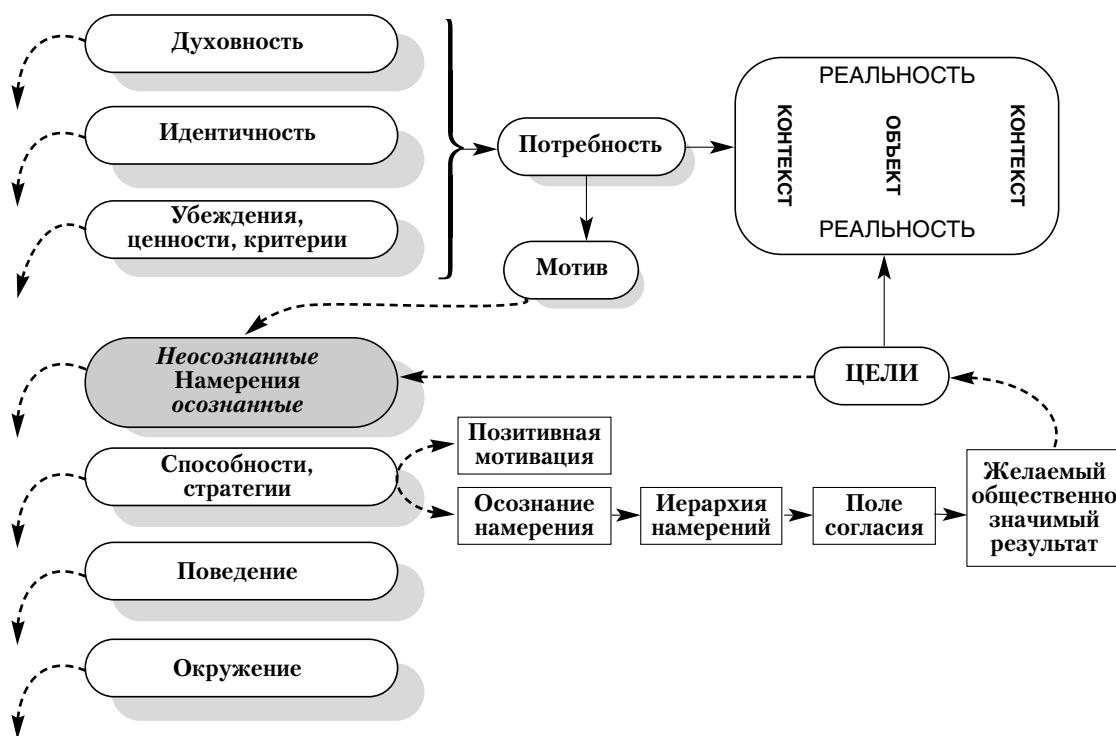 Духовность
Идентичность
Убеждения,
ценности, критерии
Потребность
Мотив
РЕАЛЬНОСТЬ
КОНТЕКСТ
ОБЪЕКТ
КОНТЕКСТ
РЕАЛЬНОСТЬ
Неосознанные
Намерения
осознанные
ЦЕЛИ
Способности,
стратегии
Позитивная
мотивация
Осознание
намерения
Иерархия
намерений
Поле
согласия
Желаемый
общественно
значимый
результат
Поведение
Окружение